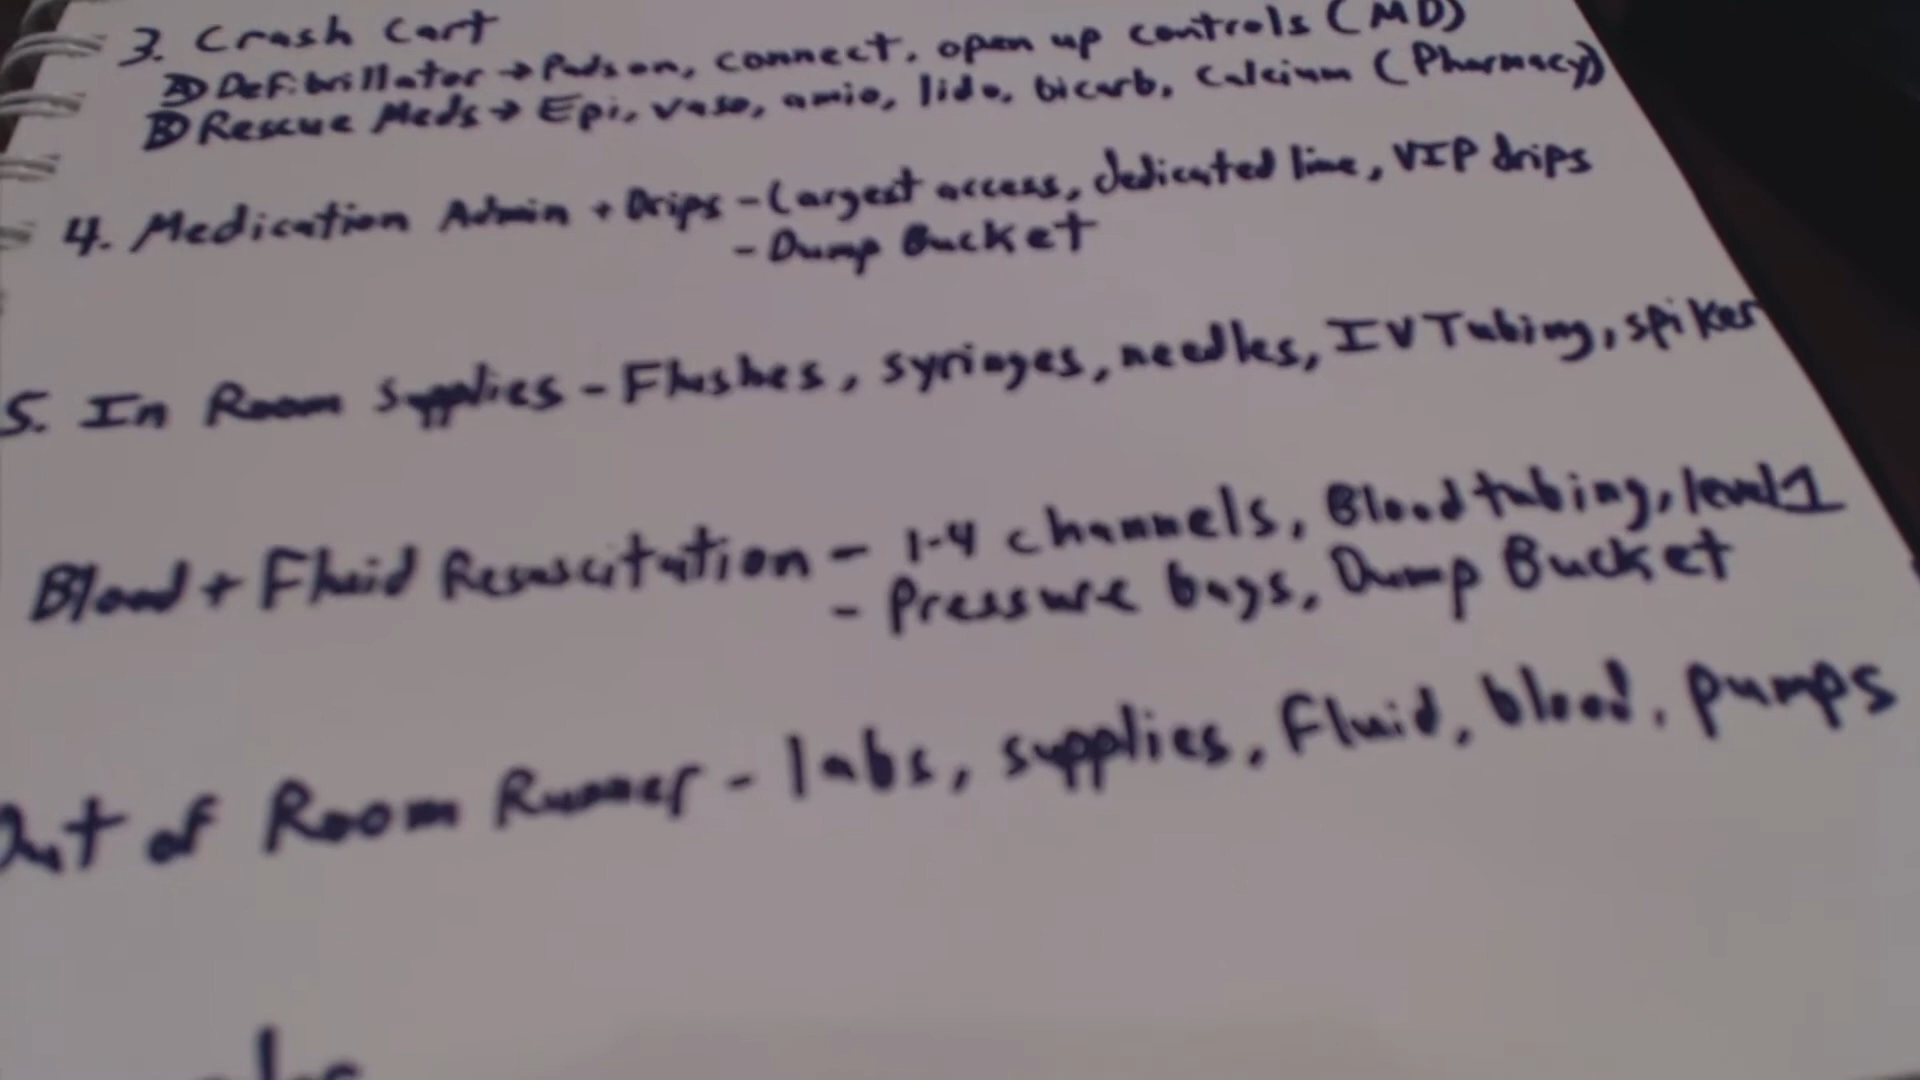 3. Crash Cart
A) Defibrillator → Pads on, connect, open up controls (MD)
B) Rescue Meds → Epi, vaso, amio, lido, bicarb, Calcium (Pharmacy)
4. Medication Admin + Drips - Largest access, dedicated line, VIP drips
- Dump Bucket
5. In Room Supplies - Flushes, syringes, needles, IV Tubing, spikes
Blood + Fluid Resuscitation - 1-4 channels, Blood tubing, level 1
- Pressure bags, Dump Bucket
Out of Room Runner - labs, supplies, Fluid, blood, pumps